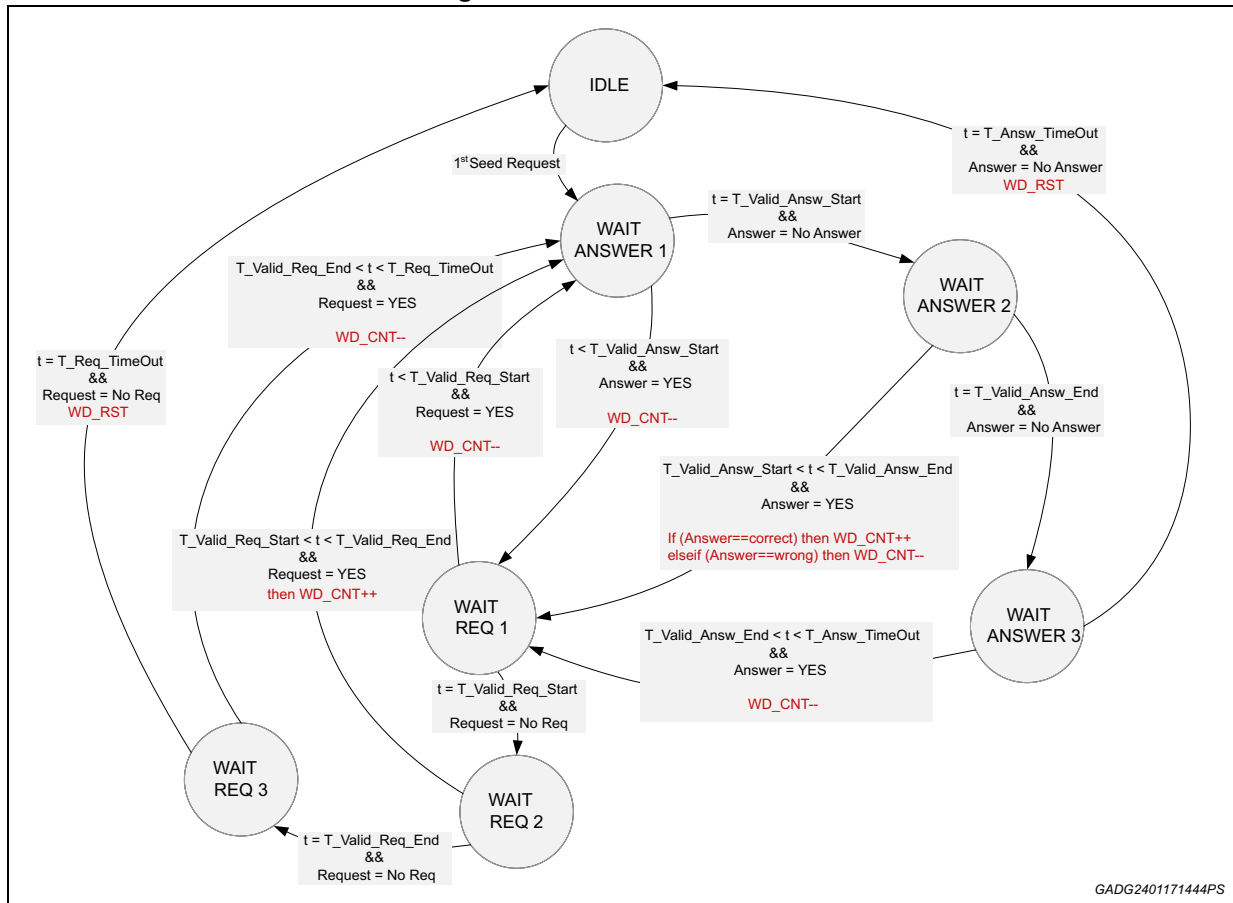 IDLE
t = T_Answ_TimeOut
&&
Answer = No Answer
WD_RST
1st Seed Request
t = T_Valid_Answ_Start
&&
Answer = No Answer
WAIT
ANSWER 1
WAIT
ANSWER 2
T_Valid_Req_End < t < T_Req_TimeOut
&&
Request = YES
WD_CNT--
t = T_Req_TimeOut
&&
Request = No Req
WD_RST
t < T_Valid_Req_Start
&&
Request = YES
WD_CNT--
t < T_Valid_Answ_Start
&&
Answer = YES
WD_CNT--
t = T_Valid_Answ_End
&&
Answer = No Answer
T_Valid_Answ_Start < t < T_Valid_Answ_End
&&
Answer = YES
If (Answer==correct) then WD_CNT++
elseif (Answer==wrong) then WD_CNT--
T_Valid_Req_Start < t < T_Valid_Req_End
&&
Request = YES
then WD_CNT++
WAIT
REQ 1
WAIT
ANSWER 3
T_Valid_Answ_End < t < T_Answ_TimeOut
&&
Answer = YES
WD_CNT--
t = T_Valid_Req_Start
&&
Request = No Req
WAIT
REQ 3
WAIT
REQ 2
t = T_Valid_Req_End
&&
Request = No Req
GADG2401171444PS